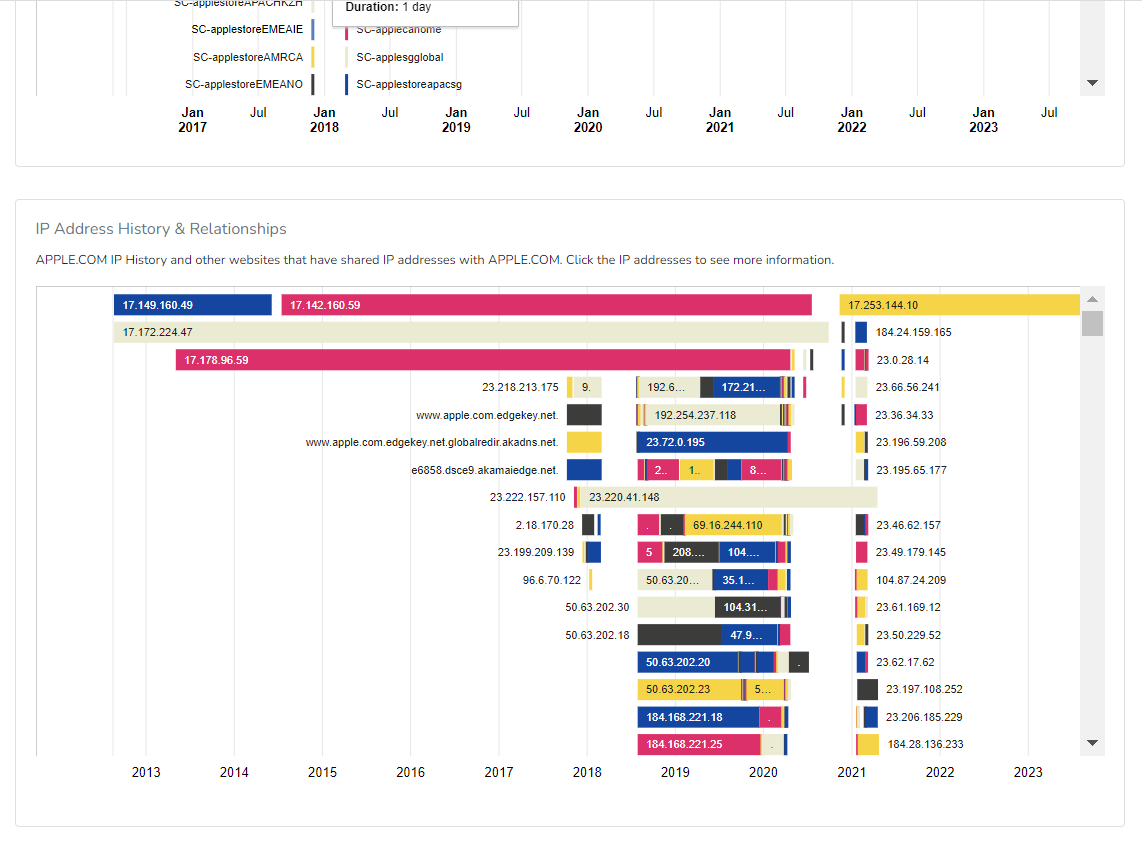 SC-applestoreAPACHKZH
Duration: 1 day
SC-applestoreEMEAIE SC-applecahome
SC-applestoreAMRCA SC-applesgglobal
SC-applestoreEMEANO SC-applestoreapacsg
Jan Jul Jan Jul Jan Jul Jan Jul Jan Jul Jan Jul Jan Jul
2017 2018 2019 2020 2021 2022 2023
IP Address History & Relationships
APPLE.COM IP History and other websites that have shared IP addresses with APPLE.COM. Click the IP addresses to see more information.
17.149.160.49 17.142.160.59 17.253.144.10
17.172.224.47 184.24.159.165
17.178.96.59 23.0.28.14
23.218.213.175 9. 192.6... 172.21... 23.66.56.241
www.apple.com.edgekey.net. 192.254.237.118 23.36.34.33
www.apple.com.edgekey.net.globalredir.akadns.net. 23.72.0.195 23.196.59.208
e6858.dsce9.akamaiedge.net. 2.. 1.. 8... 23.195.65.177
23.222.157.110 23.220.41.148
2.18.170.28 . . 69.16.244.110 23.46.62.157
23.199.209.139 5 208.... 104.... 23.49.179.145
96.6.70.122 50.63.20... 35.1... 104.87.24.209
50.63.202.30 104.31... 23.61.169.12
50.63.202.18 47.9... 23.50.229.52
50.63.202.20 . 23.62.17.62
50.63.202.23 5... 23.197.108.252
184.168.221.18 . 23.206.185.229
184.168.221.25 . 184.28.136.233
2013 2014 2015 2016 2017 2018 2019 2020 2021 2022 2023